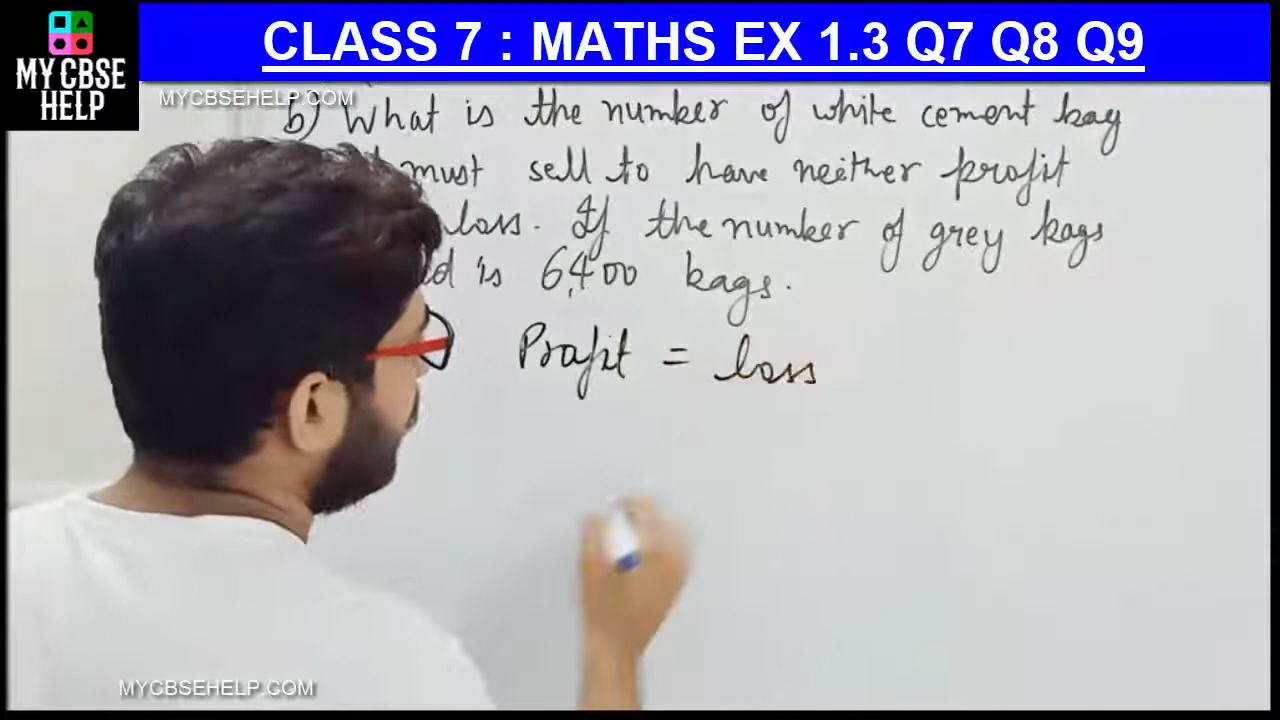 CLASS 7 : MATHS EX 1.3 Q7 Q8 Q9
MY CBSE
HELP
MYCBSEHELP.COM
b) What is the number of white cement bag
must sell to have neither profit
loss. If the number of grey bags
is 6,400 bags.
Profit = loss
MYCBSEHELP.COM